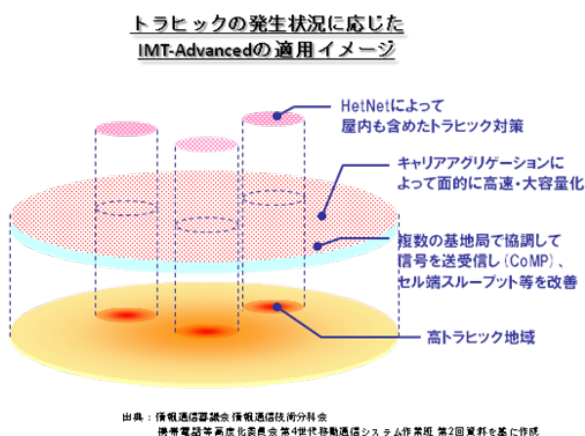 トラヒックの発生状況に応じた
IMT-Advancedの適用イメージ
HetNetによって
屋内も含めたトラヒック対策
キャリアアグリゲーションに
よって面的に高速・大容量化
複数の基地局で協調して
信号を送受信し(CoMP)、
セル端スループット等を改善
高トラヒック地域
出典：情報通信審議会情報通信技術分科会
携帯電話等高度化委員会第4世代移動通信システム作業班 第2回資料を基に作成